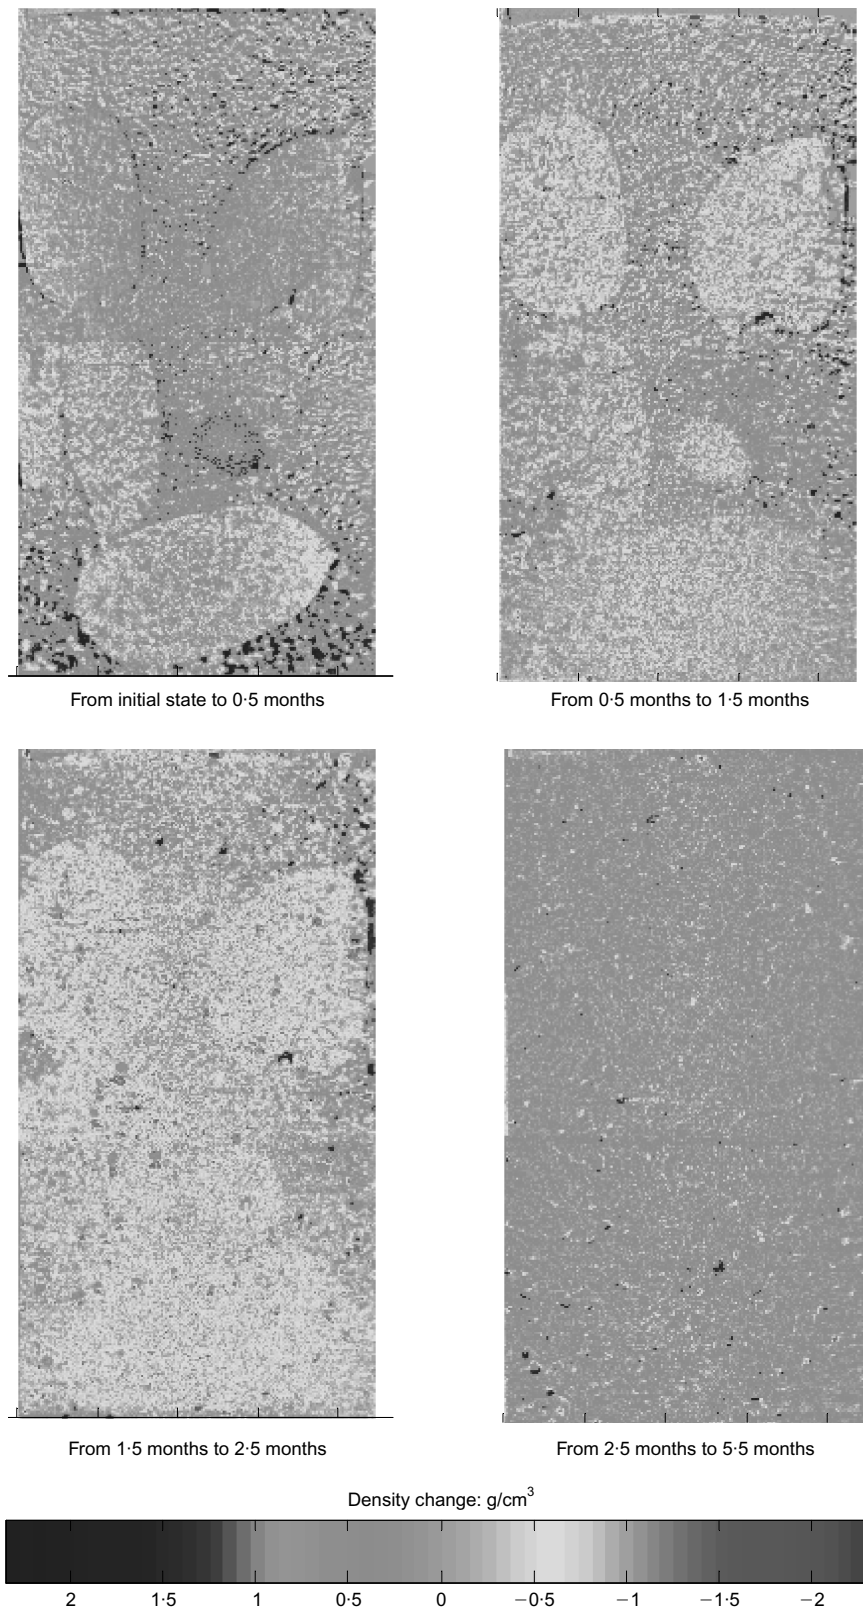 From initial state to 0·5 months
From 0·5 months to 1·5 months
From 1·5 months to 2·5 months
From 2·5 months to 5·5 months
Density change: g/cm³
2 1·5 1 0·5 0 −0·5 −1 −1·5 −2